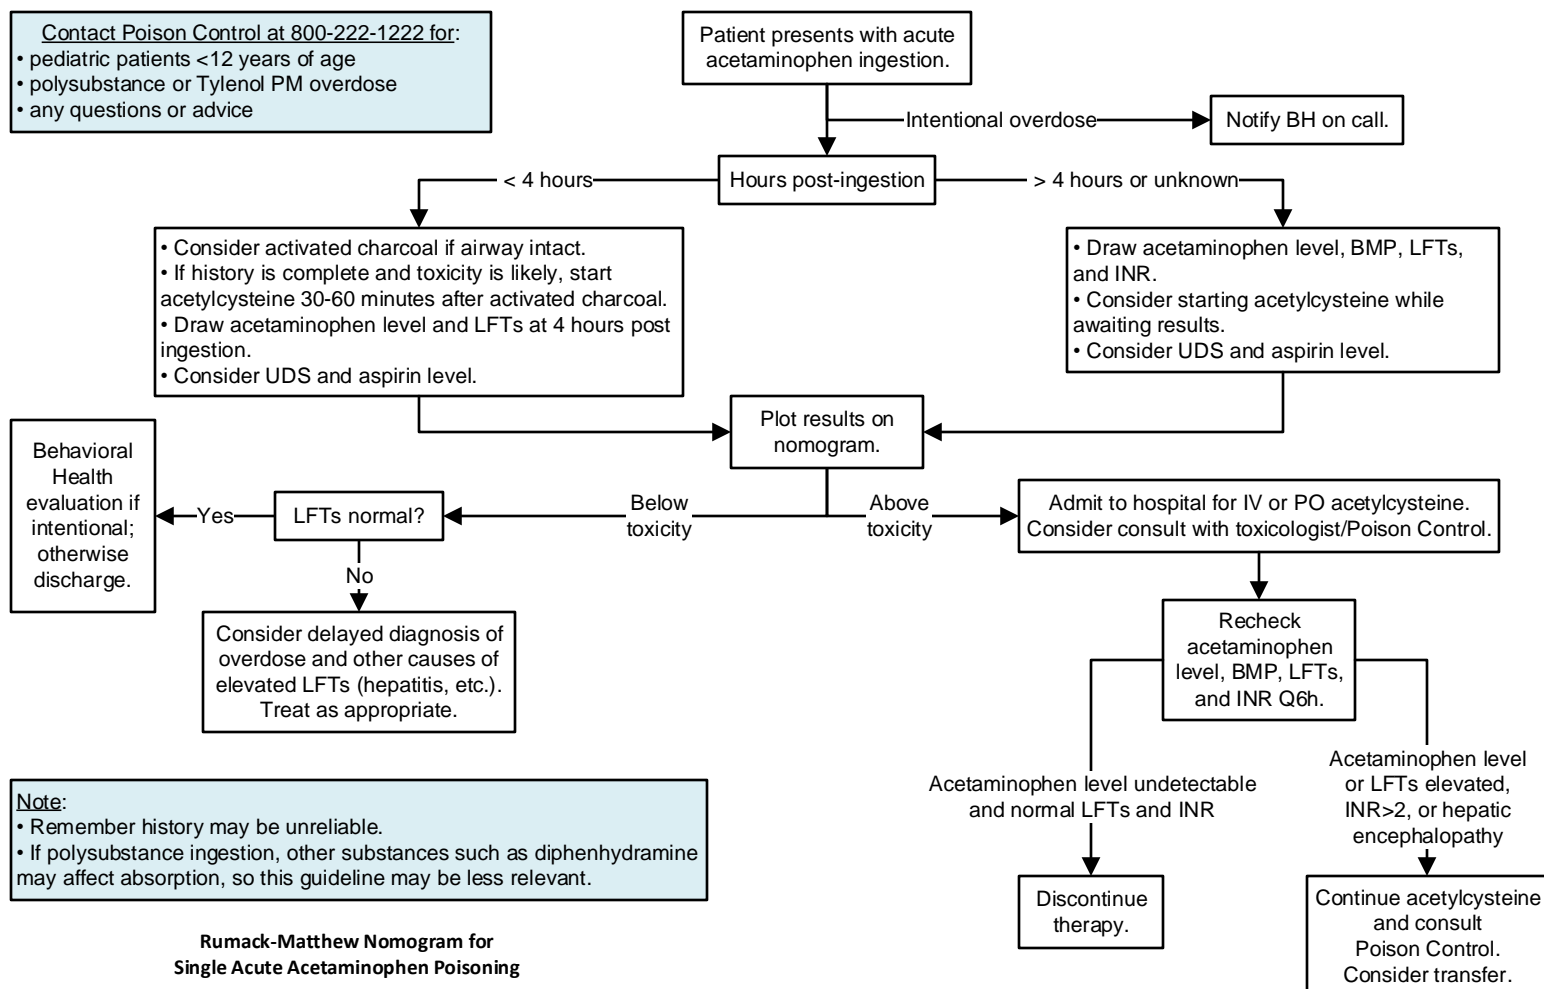 Contact Poison Control at 800-222-1222 for:
• pediatric patients <12 years of age
• polysubstance or Tylenol PM overdose
• any questions or advice
Patient presents with acute
acetaminophen ingestion.
Intentional overdose
Notify BH on call.
Hours post-ingestion
< 4 hours
> 4 hours or unknown
• Consider activated charcoal if airway intact.
• If history is complete and toxicity is likely, start
acetylcysteine 30-60 minutes after activated charcoal.
• Draw acetaminophen level and LFTs at 4 hours post
ingestion.
• Consider UDS and aspirin level.
• Draw acetaminophen level, BMP, LFTs,
and INR.
• Consider starting acetylcysteine while
awaiting results.
• Consider UDS and aspirin level.
Plot results on
nomogram.
Below
toxicity
Above
toxicity
LFTs normal?
Yes
Behavioral
Health
evaluation if
intentional;
otherwise
discharge.
No
Consider delayed diagnosis of
overdose and other causes of
elevated LFTs (hepatitis, etc.).
Treat as appropriate.
Admit to hospital for IV or PO acetylcysteine.
Consider consult with toxicologist/Poison Control.
Recheck
acetaminophen
level, BMP, LFTs,
and INR Q6h.
Acetaminophen level undetectable
and normal LFTs and INR
Acetaminophen level
or LFTs elevated,
INR>2, or hepatic
encephalopathy
Discontinue
therapy.
Continue acetylcysteine
and consult
Poison Control.
Consider transfer.
Note:
• Remember history may be unreliable.
• If polysubstance ingestion, other substances such as diphenhydramine
may affect absorption, so this guideline may be less relevant.
Rumack-Matthew Nomogram for
Single Acute Acetaminophen Poisoning